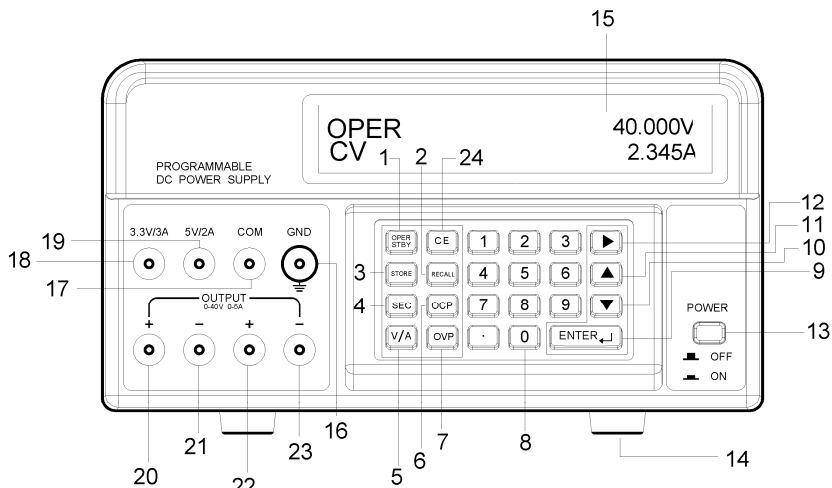 15
OPER 40.000V
CV 2.345A
1 2 24
PROGRAMMABLE
DC POWER SUPPLY
12
11
10
9
19
18
17
3.3V/3A 5V/2A COM GND
OPER STBY CE 1 2 3 ▶
3 STORE RECALL 4 5 6 ▲
4 SEC OCP 7 8 9 ▼
V/A OVP . 0 ENTER
OUTPUT
0-40V 0-5A
+ − + −
POWER
13
OFF
ON
16
20 21 22 23
5 6 7 8
14